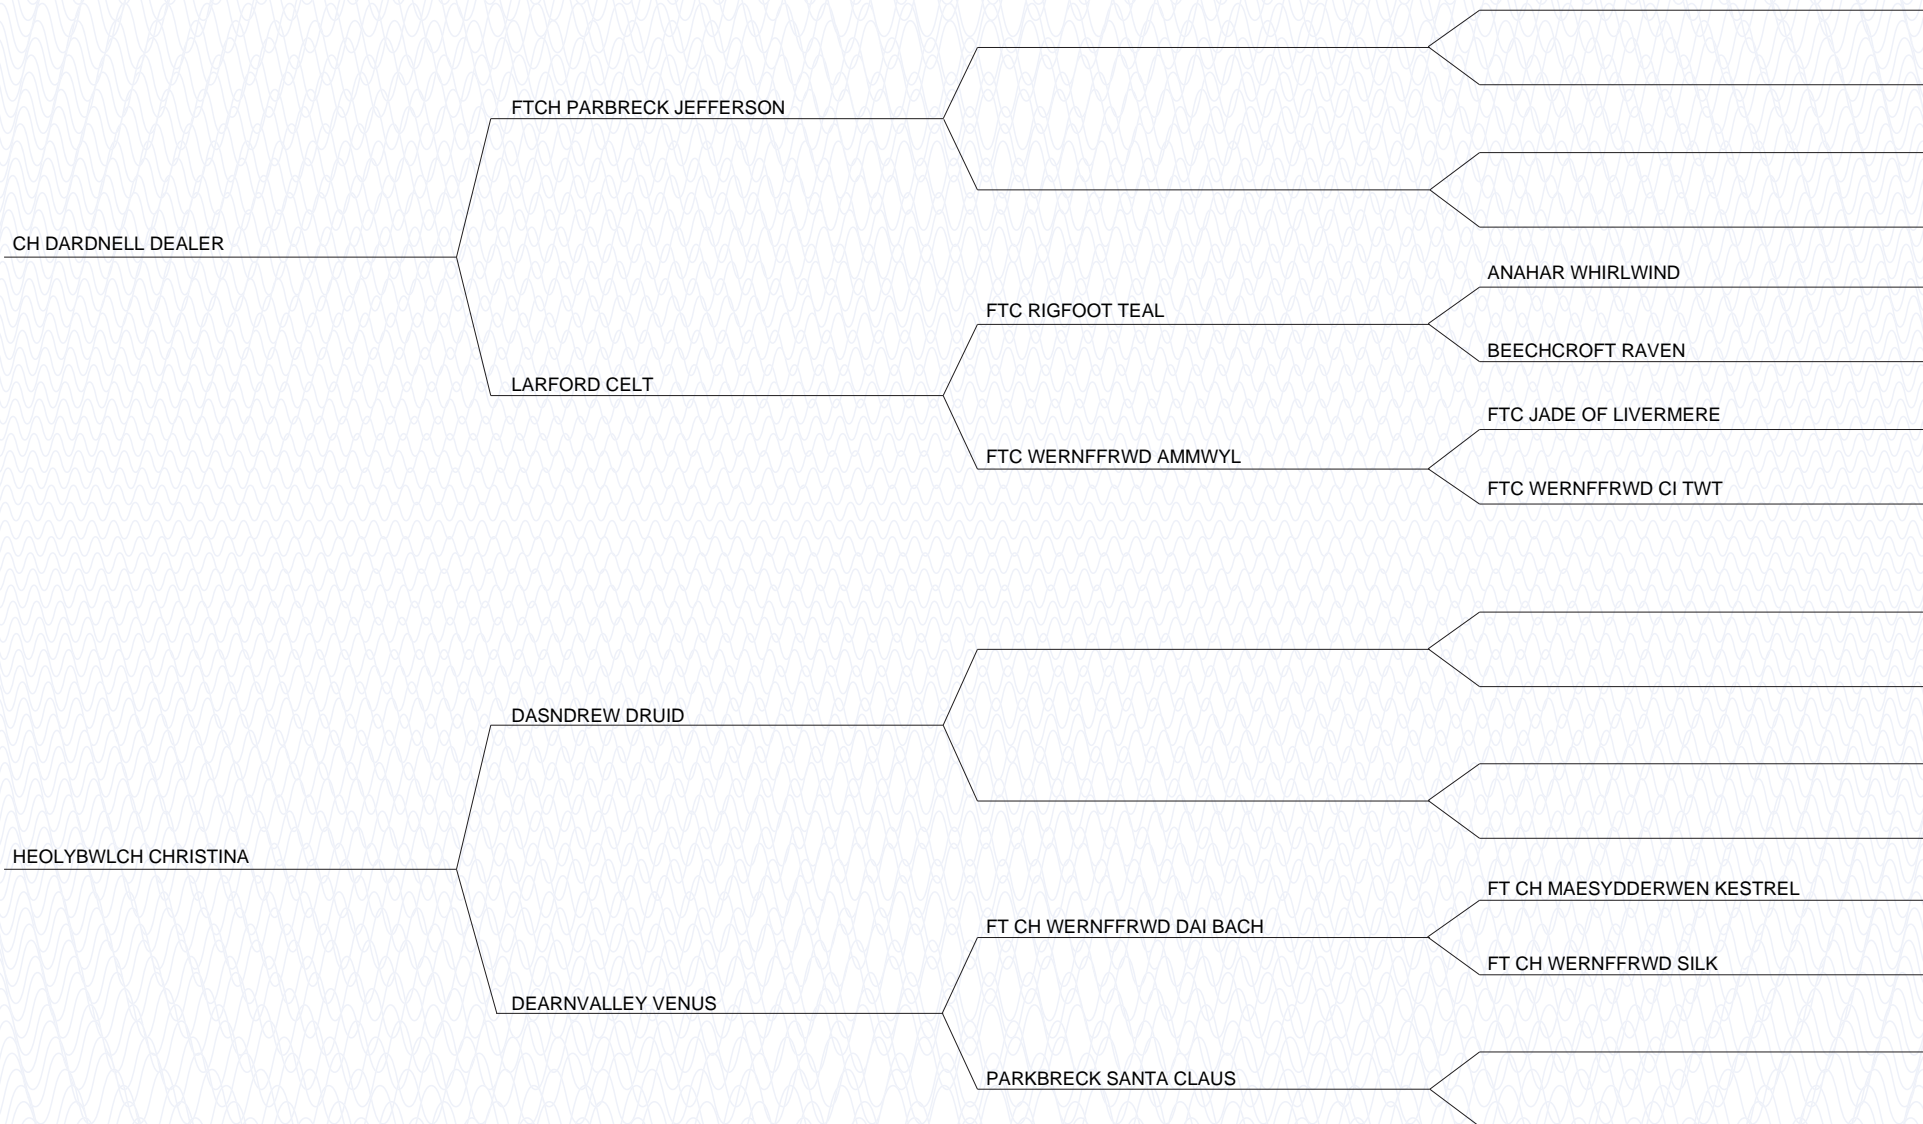 FTCH PARBRECK JEFFERSON
CH DARDNELL DEALER
ANAHAR WHIRLWIND
FTC RIGFOOT TEAL
BEECHCROFT RAVEN
LARFORD CELT
FTC JADE OF LIVERMERE
FTC WERNFFRWD AMMWYL
FTC WERNFFRWD CI TWT
DASNDREW DRUID
HEOLYBWLCH CHRISTINA
FT CH MAESYDDERWEN KESTREL
FT CH WERNFFRWD DAI BACH
FT CH WERNFFRWD SILK
DEARNVALLEY VENUS
PARKBRECK SANTA CLAUS